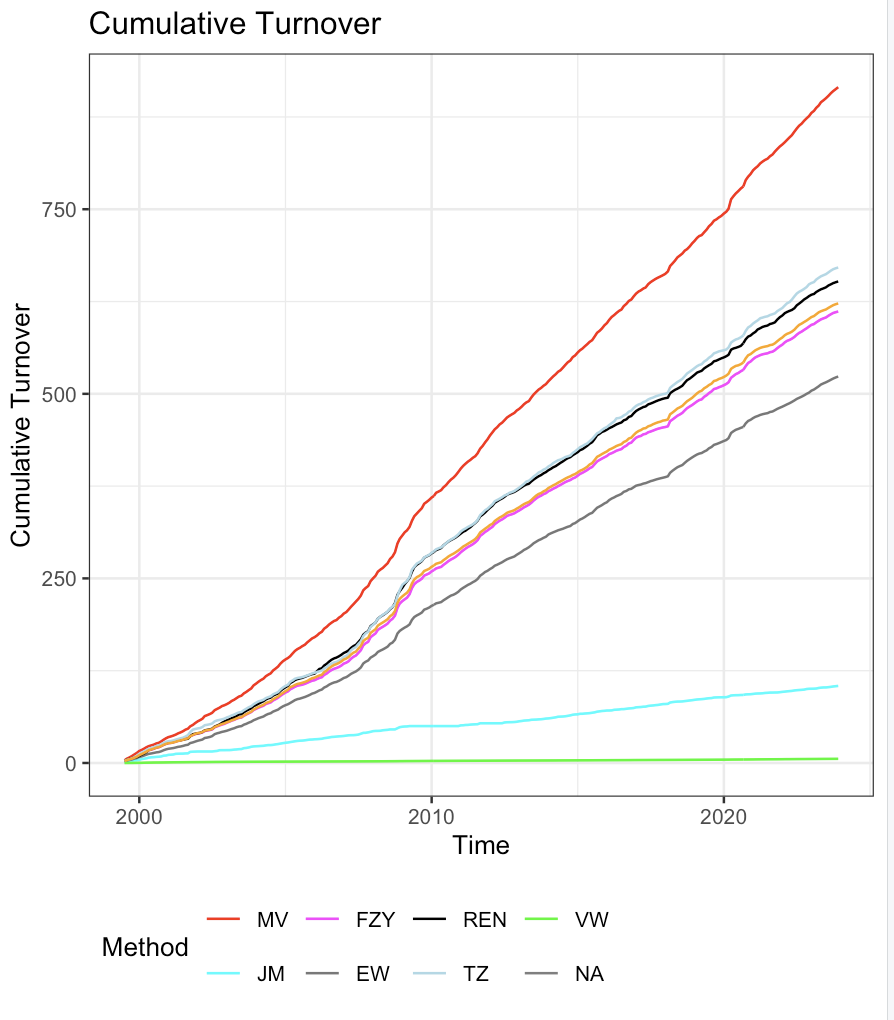 Cumulative Turnover
Cumulative Turnover
750
500
250
0
2000 2010 2020
Time
Method
MV FZY REN VW
JM EW TZ NA